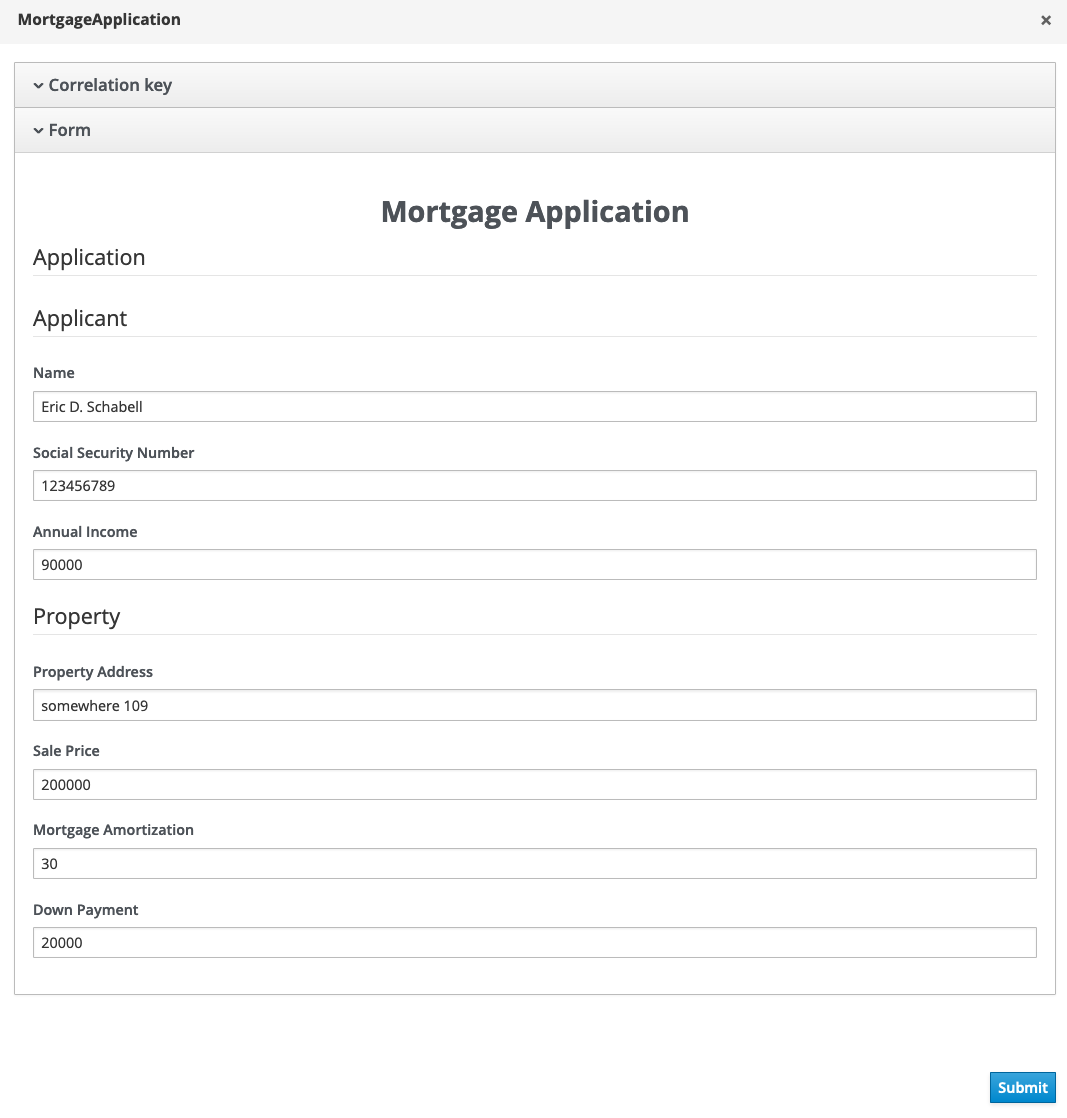 MortgageApplication
Correlation key
Form
Mortgage Application
Application
Applicant
Name
Eric D. Schabell
Social Security Number
123456789
Annual Income
90000
Property
Property Address
somewhere 109
Sale Price
200000
Mortgage Amortization
30
Down Payment
20000
Submit